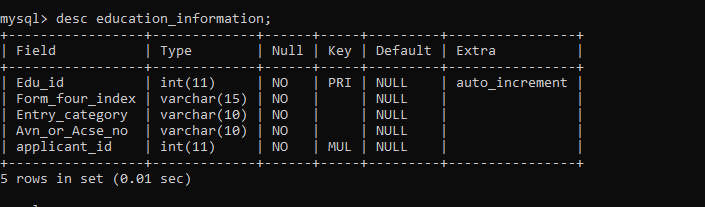 mysql> desc education_information;
+-----------------+-------------+------+-----+---------+----------------+
| Field           | Type        | Null | Key | Default | Extra          |
+-----------------+-------------+------+-----+---------+----------------+
| Edu_id          | int(11)     | NO   | PRI | NULL    | auto_increment |
| Form_four_index | varchar(15) | NO   |     | NULL    |                |
| Entry_category  | varchar(10) | NO   |     | NULL    |                |
| Avn_or_Acse_no  | varchar(10) | NO   |     | NULL    |                |
| applicant_id    | int(11)     | NO   | MUL | NULL    |                |
+-----------------+-------------+------+-----+---------+----------------+
5 rows in set (0.01 sec)